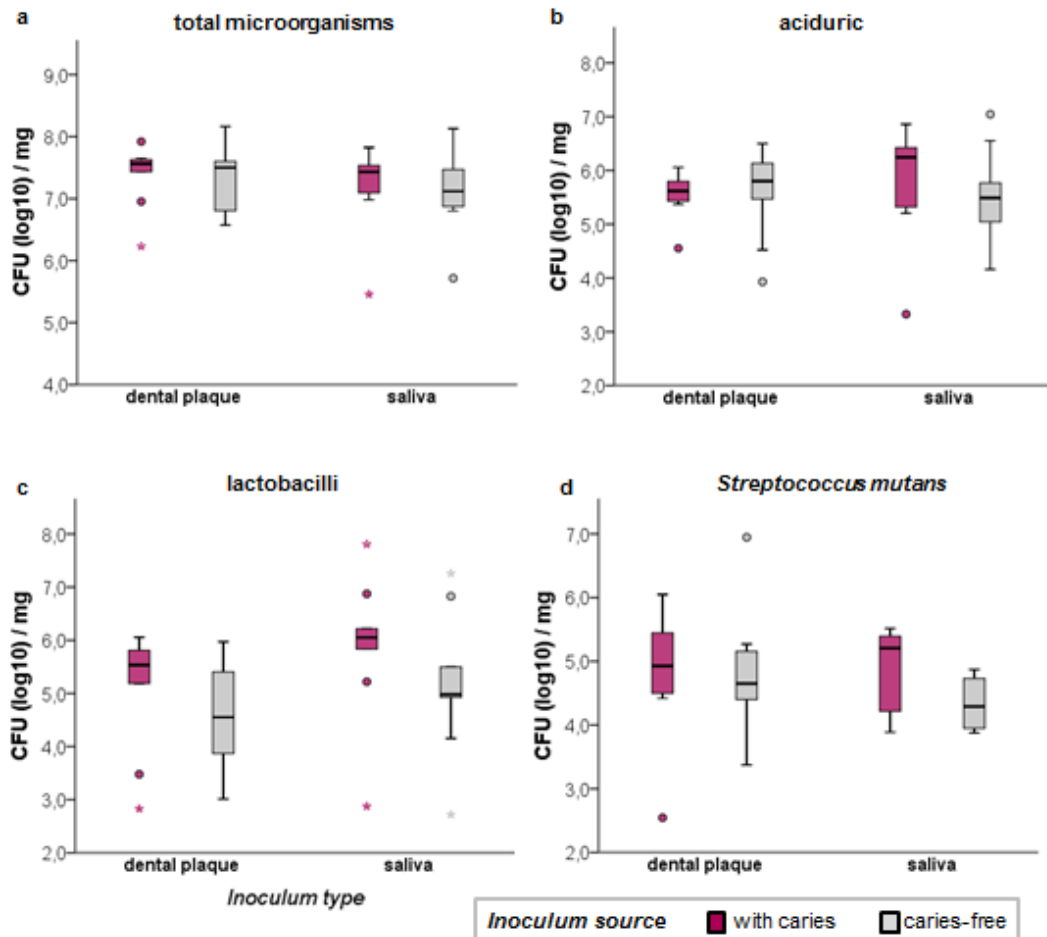 a
total microorganisms
CFU (log10) / mg
9,0
8,0
7,0
6,0
5,0
4,0
dental plaque saliva
b
aciduric
CFU (log10) / mg
8,0
7,0
6,0
5,0
4,0
3,0
2,0
dental plaque saliva
c
lactobacilli
CFU (log10) / mg
8,0
7,0
6,0
5,0
4,0
3,0
2,0
dental plaque saliva
Inoculum type
d
Streptococcus mutans
CFU (log10) / mg
7,0
6,0
5,0
4,0
3,0
2,0
dental plaque saliva
Inoculum source with caries caries-free